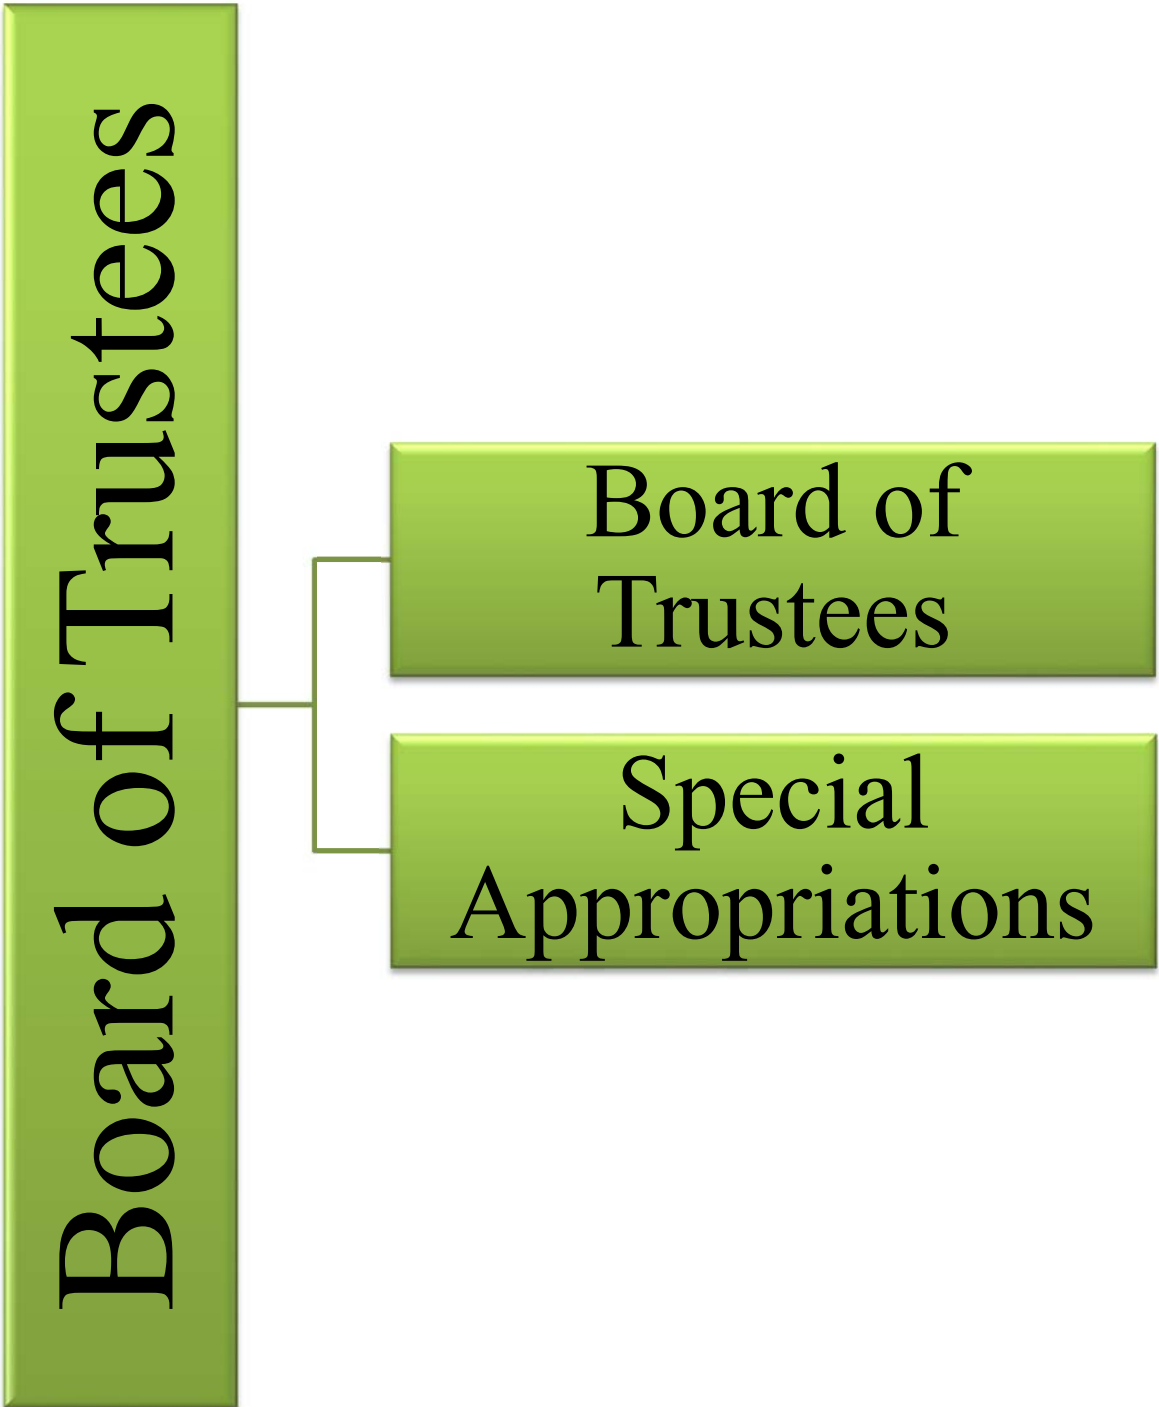 Board of Trustees
Board of
Trustees
Special
Appropriations